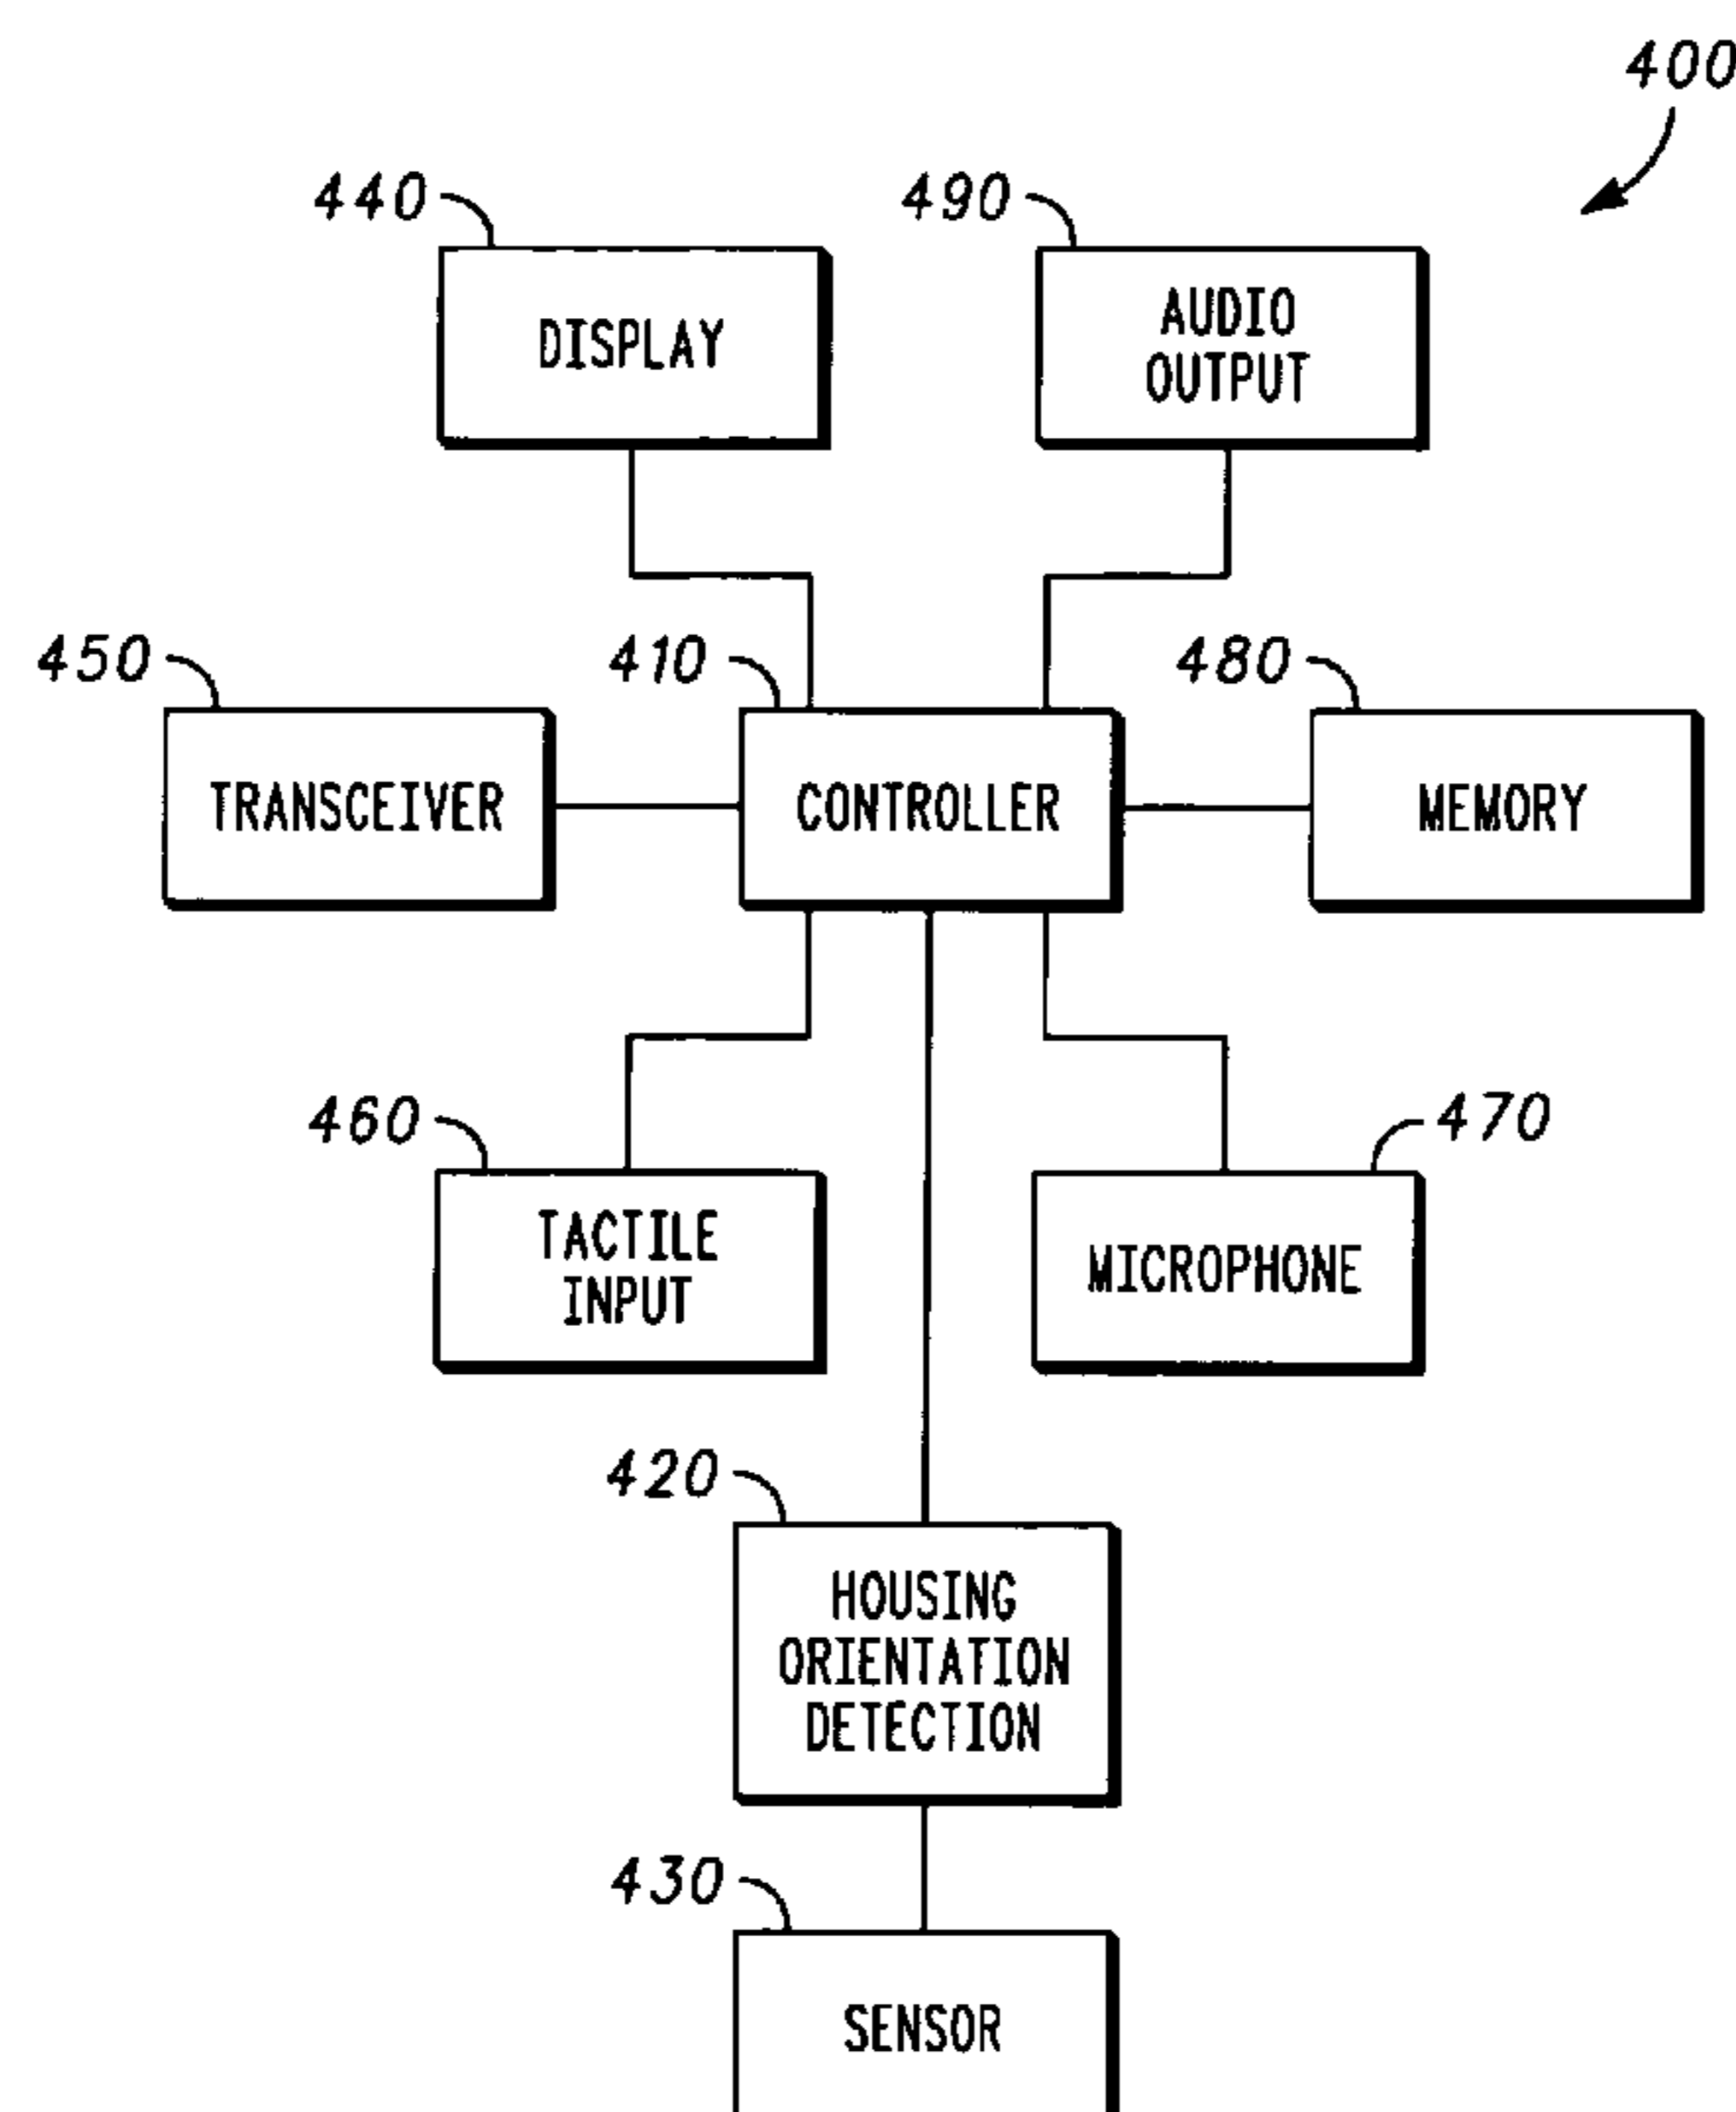 400
440
490
DISPLAY
AUDIO
OUTPUT
450
410
480
TRANSCEIVER
CONTROLLER
MEMORY
460
470
TACTILE
INPUT
MICROPHONE
420
HOUSING
ORIENTATION
DETECTION
430
SENSOR